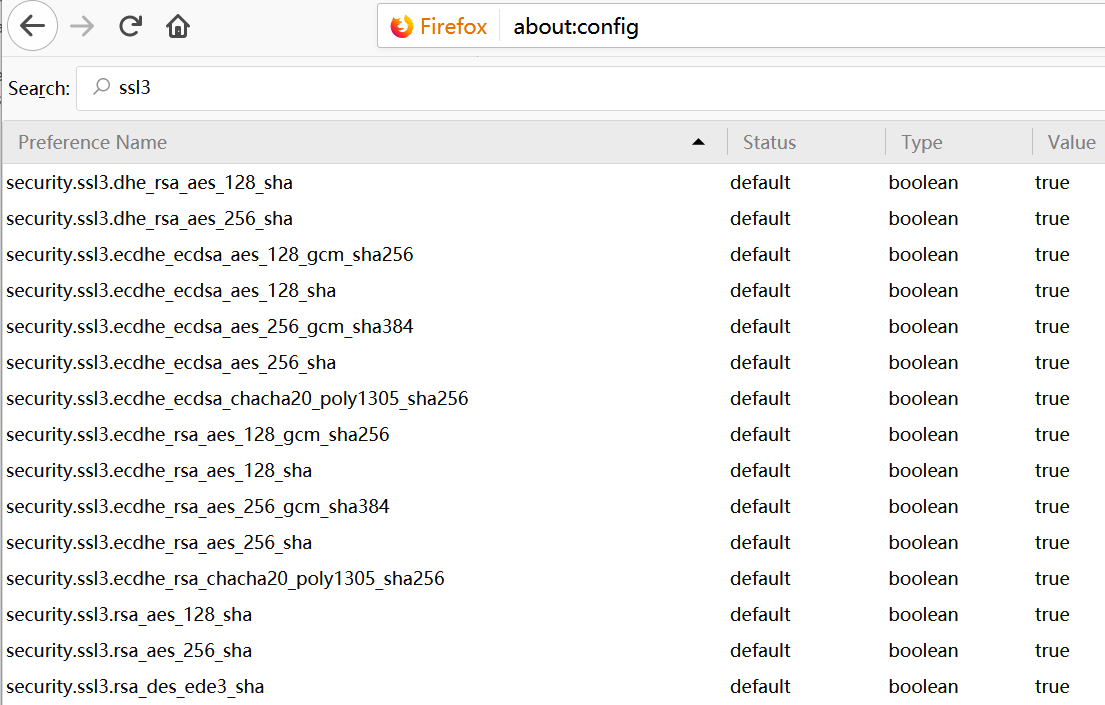 Firefox about:config
Search: ssl3
Preference Name Status Type Value
security.ssl3.dhe_rsa_aes_128_sha default boolean true
security.ssl3.dhe_rsa_aes_256_sha default boolean true
security.ssl3.ecdhe_ecdsa_aes_128_gcm_sha256 default boolean true
security.ssl3.ecdhe_ecdsa_aes_128_sha default boolean true
security.ssl3.ecdhe_ecdsa_aes_256_gcm_sha384 default boolean true
security.ssl3.ecdhe_ecdsa_aes_256_sha default boolean true
security.ssl3.ecdhe_ecdsa_chacha20_poly1305_sha256 default boolean true
security.ssl3.ecdhe_rsa_aes_128_gcm_sha256 default boolean true
security.ssl3.ecdhe_rsa_aes_128_sha default boolean true
security.ssl3.ecdhe_rsa_aes_256_gcm_sha384 default boolean true
security.ssl3.ecdhe_rsa_aes_256_sha default boolean true
security.ssl3.ecdhe_rsa_chacha20_poly1305_sha256 default boolean true
security.ssl3.rsa_aes_128_sha default boolean true
security.ssl3.rsa_aes_256_sha default boolean true
security.ssl3.rsa_des_ede3_sha default boolean true